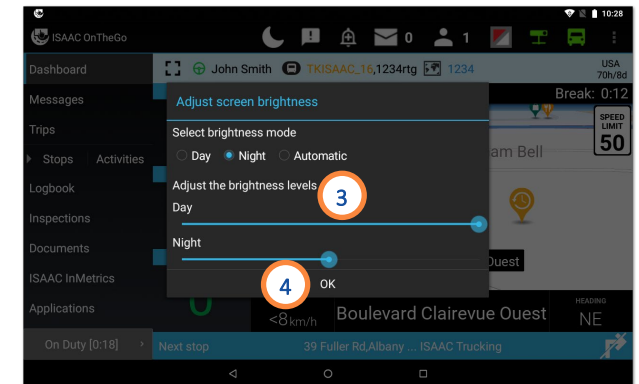 10:28
ISAAC OnTheGo
0
1
Dashboard
John Smith TKISAAC_16,1234rtg 1234
USA
70h/8d
Messages
Break: 0:12
Adjust screen brightness
SPEED
LIMIT
50
Trips
Select brightness mode
am Bell
Day Night Automatic
Stops Activities
Adjust the brightness levels
3
Logbook
Day
Inspections
Night
Documents
Ouest
ISAAC InMetrics
4
OK
Applications
0
<8 km/h
Boulevard Clairevue Ouest
HEADING
NE
On Duty [0:18]
Next stop
39 Fuller Rd,Albany ... ISAAC Trucking